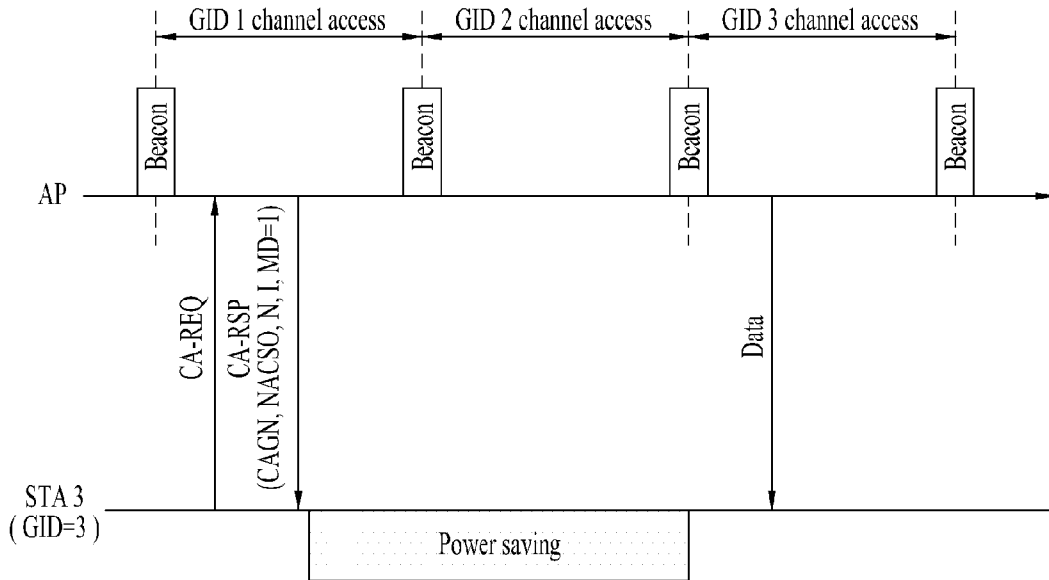 GID 1 channel access
GID 2 channel access
GID 3 channel access
Beacon
Beacon
Beacon
Beacon
AP
CA-REQ
CA-RSP
(CAGN, NACSO, N, I, MD=1)
Data
STA 3
( GID=3 )
Power saving